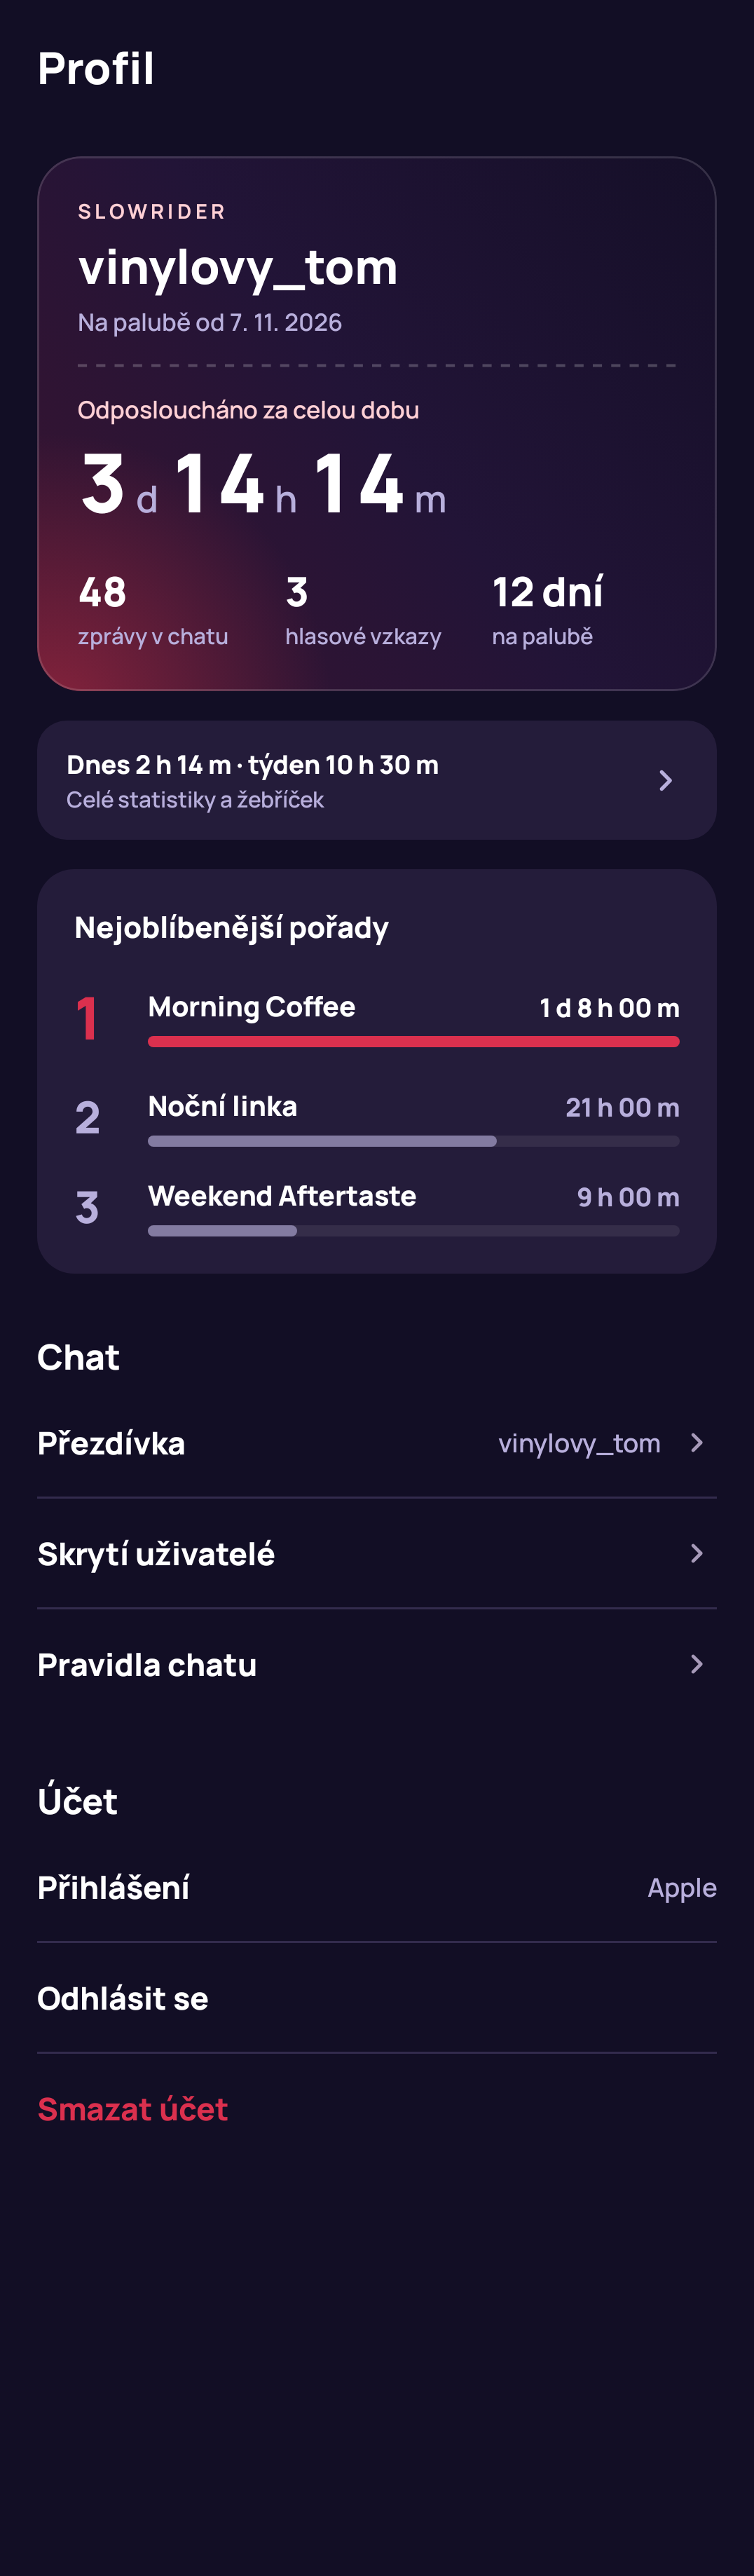 Profil
SLOWRIDER
vinylovy_tom
Na palubě od 7. 11. 2026
Odposloucháno za celou dobu
3 d 14 h 14 m
48 3 12 dní
zprávy v chatu hlasové vzkazy na palubě
Dnes 2 h 14 m · týden 10 h 30 m
Celé statistiky a žebříček
Nejoblíbenější pořady
1 Morning Coffee 1 d 8 h 00 m
2 Noční linka 21 h 00 m
3 Weekend Aftertaste 9 h 00 m
Chat
Přezdívka vinylovy_tom
Skrytí uživatelé
Pravidla chatu
Účet
Přihlášení Apple
Odhlásit se
Smazat účet